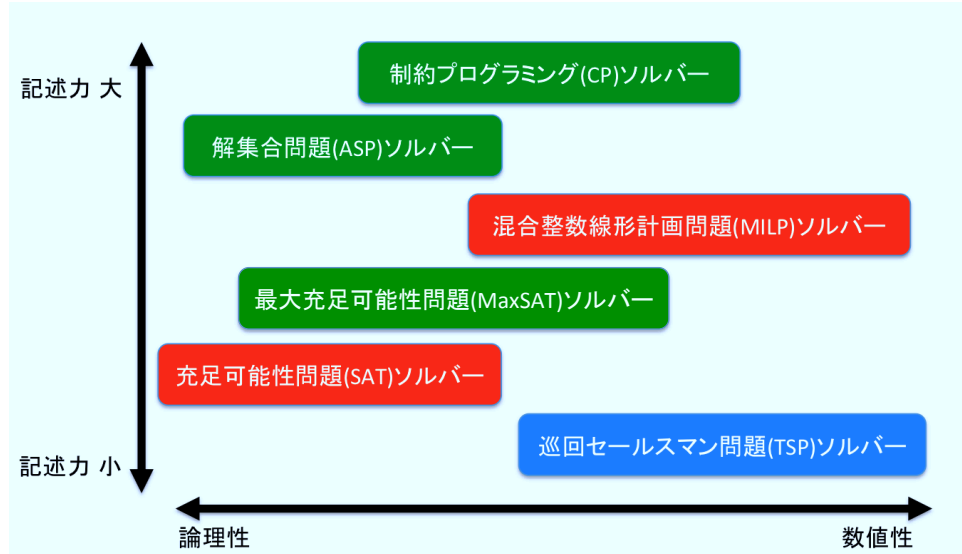 制約プログラミング(CP)ソルバー
記述力 大
解集合問題(ASP)ソルバー
混合整数線形計画問題(MILP)ソルバー
最大充足可能性問題(MaxSAT)ソルバー
充足可能性問題(SAT)ソルバー
巡回セールスマン問題(TSP)ソルバー
記述力 小
論理性
数値性